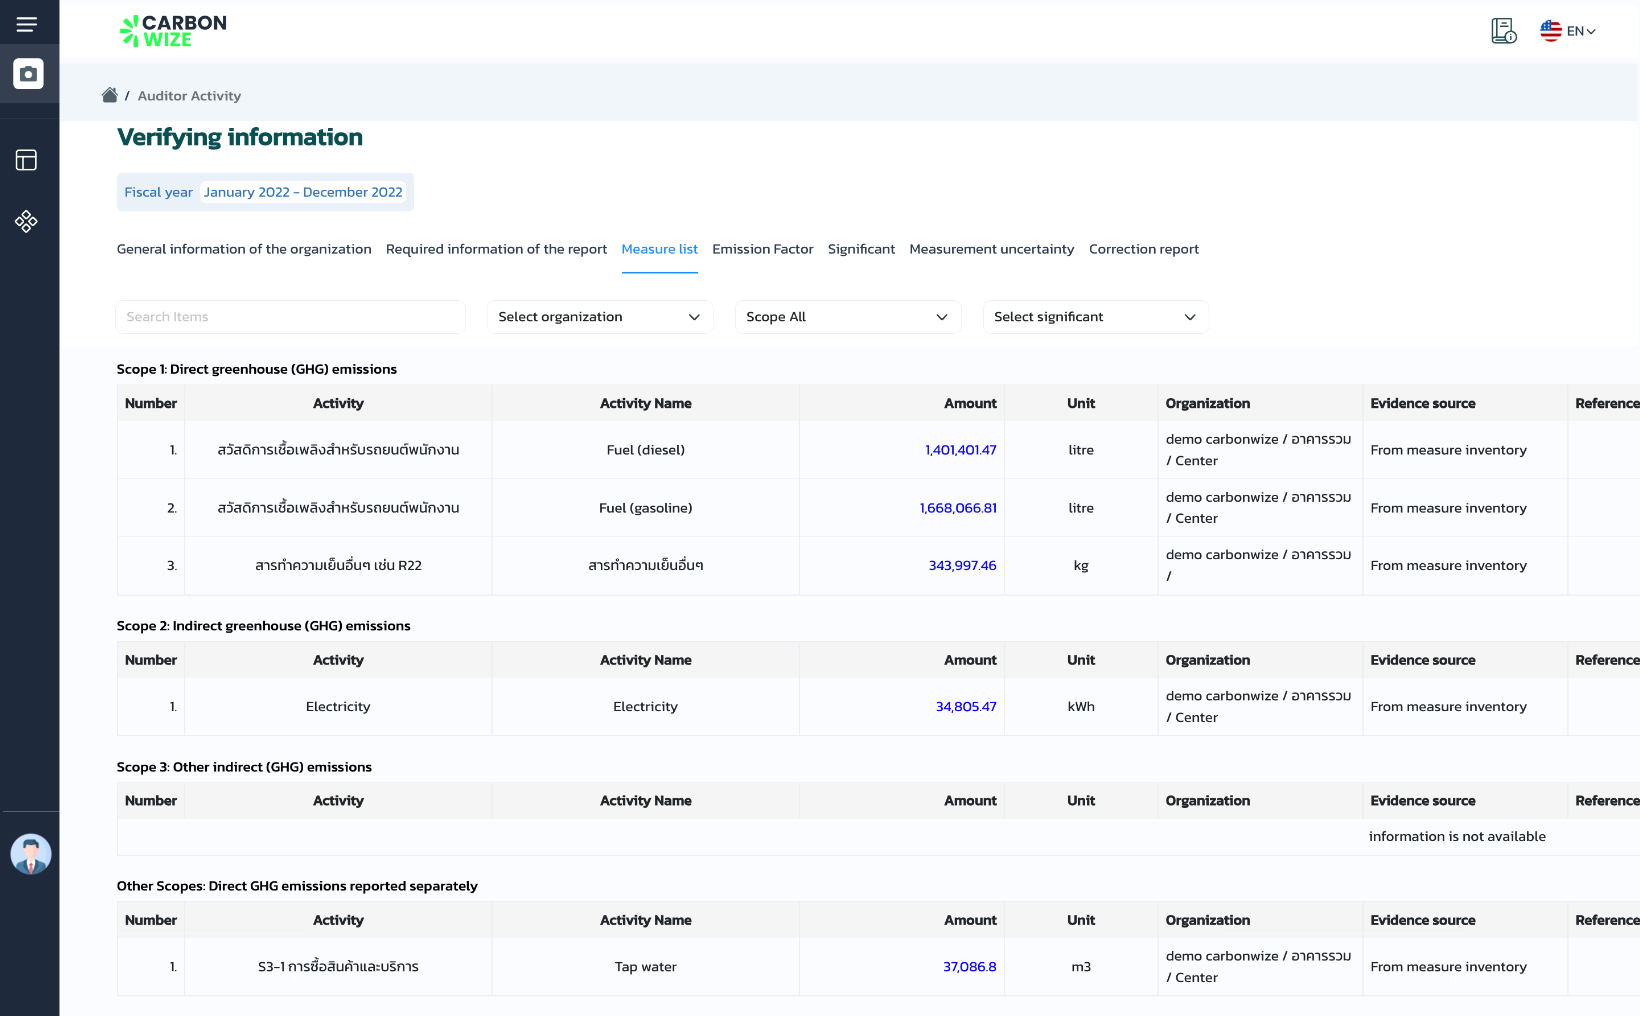 CARBON
WIZE
EN
/ Auditor Activity
Verifying information
Fiscal year January 2022 - December 2022
General information of the organization Required information of the report Measure list Emission Factor Significant Measurement uncertainty Correction report
Search Items Select organization Scope All Select significant
Scope 1: Direct greenhouse (GHG) emissions
Number Activity Activity Name Amount Unit Organization Evidence source Reference
1. สวัสดิการเชื้อเพลิงสำหรับรถยนต์พนักงาน Fuel (diesel) 1,401,401.47 litre demo carbonwize / อาคารรวม / Center From measure inventory
2. สวัสดิการเชื้อเพลิงสำหรับรถยนต์พนักงาน Fuel (gasoline) 1,668,066.81 litre demo carbonwize / อาคารรวม / Center From measure inventory
3. สารทำความเย็นอื่นๆ เช่น R22 สารทำความเย็นอื่นๆ 343,997.46 kg demo carbonwize / อาคารรวม / From measure inventory
Scope 2: Indirect greenhouse (GHG) emissions
Number Activity Activity Name Amount Unit Organization Evidence source Reference
1. Electricity Electricity 34,805.47 kWh demo carbonwize / อาคารรวม / Center From measure inventory
Scope 3: Other indirect (GHG) emissions
Number Activity Activity Name Amount Unit Organization Evidence source Reference
information is not available
Other Scopes: Direct GHG emissions reported separately
Number Activity Activity Name Amount Unit Organization Evidence source Reference
1. S3-1 การซื้อสินค้าและบริการ Tap water 37,086.8 m3 demo carbonwize / อาคารรวม / Center From measure inventory